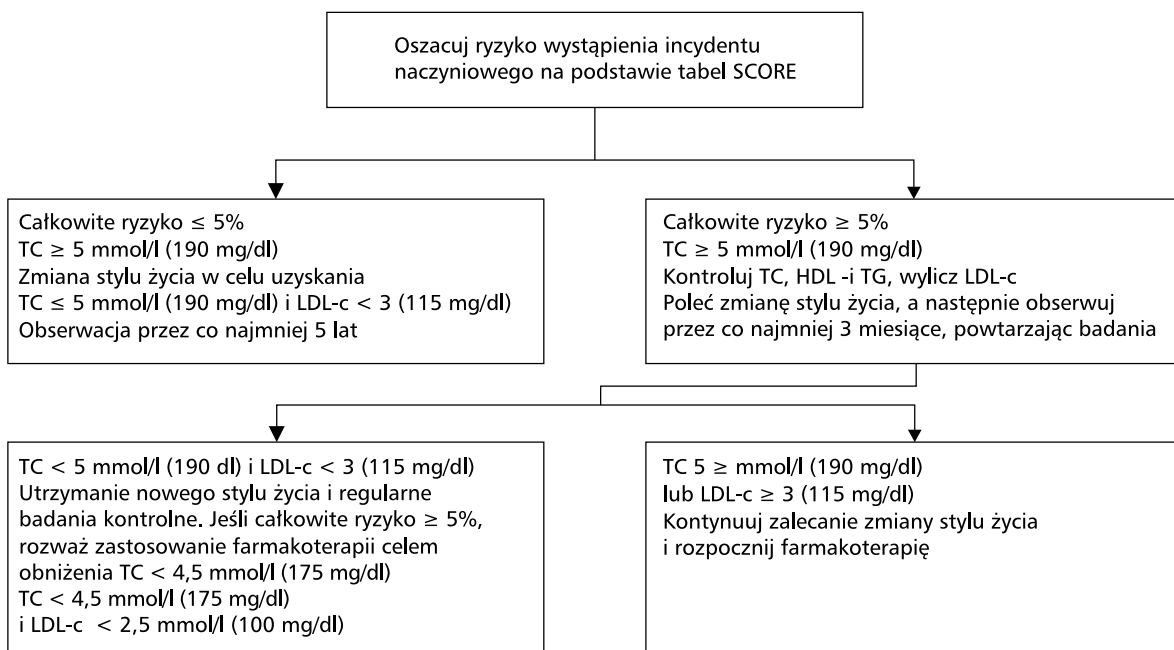 Oszacuj ryzyko wystąpienia incydentu
naczyniowego na podstawie tabel SCORE
Całkowite ryzyko ≤ 5%
TC ≥ 5 mmol/l (190 mg/dl)
Zmiana stylu życia w celu uzyskania
TC ≤ 5 mmol/l (190 mg/dl) i LDL-c < 3 (115 mg/dl)
Obserwacja przez co najmniej 5 lat
Całkowite ryzyko ≥ 5%
TC ≥ 5 mmol/l (190 mg/dl)
Kontroluj TC, HDL -i TG, wylicz LDL-c
Poleć zmianę stylu życia, a następnie obserwuj
przez co najmniej 3 miesiące, powtarzając badania
TC < 5 mmol/l (190 dl) i LDL-c < 3 (115 mg/dl)
Utrzymanie nowego stylu życia i regularne
badania kontrolne. Jeśli całkowite ryzyko ≥ 5%,
rozważ zastosowanie farmakoterapii celem
obniżenia TC < 4,5 mmol/l (175 mg/dl)
TC < 4,5 mmol/l (175 mg/dl)
i LDL-c < 2,5 mmol/l (100 mg/dl)
TC 5 ≥ mmol/l (190 mg/dl)
lub LDL-c ≥ 3 (115 mg/dl)
Kontynuuj zalecanie zmiany stylu życia
i rozpocznij farmakoterapię